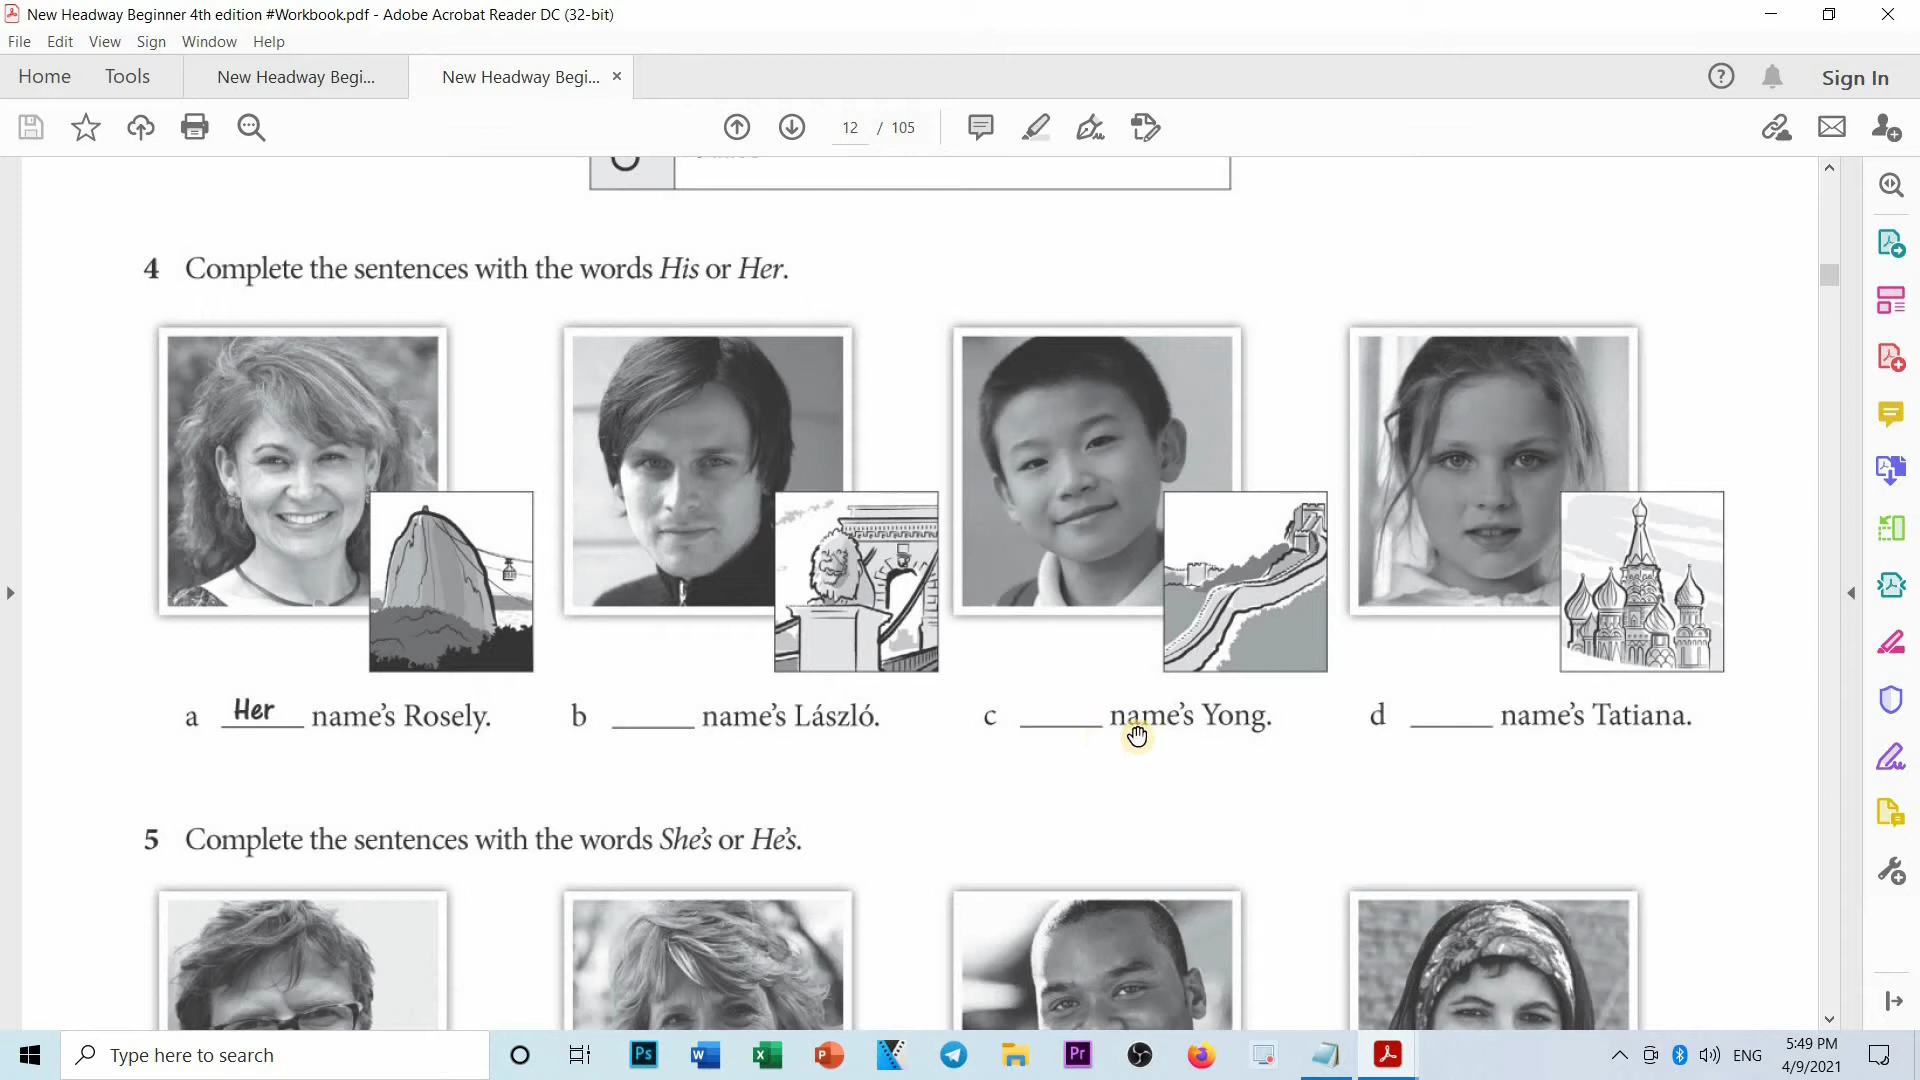 New Headway Beginner 4th edition #Workbook.pdf - Adobe Acrobat Reader DC (32-bit)
File Edit View Sign Window Help
Home Tools New Headway Begi... New Headway Begi... × Sign In
12 / 105
4 Complete the sentences with the words His or Her.
a Her name's Rosely. b ______ name's László. c ______ name's Yong. d ______ name's Tatiana.
5 Complete the sentences with the words She's or He's.
Type here to search
Ps W X P Pr ENG
5:49 PM
4/9/2021